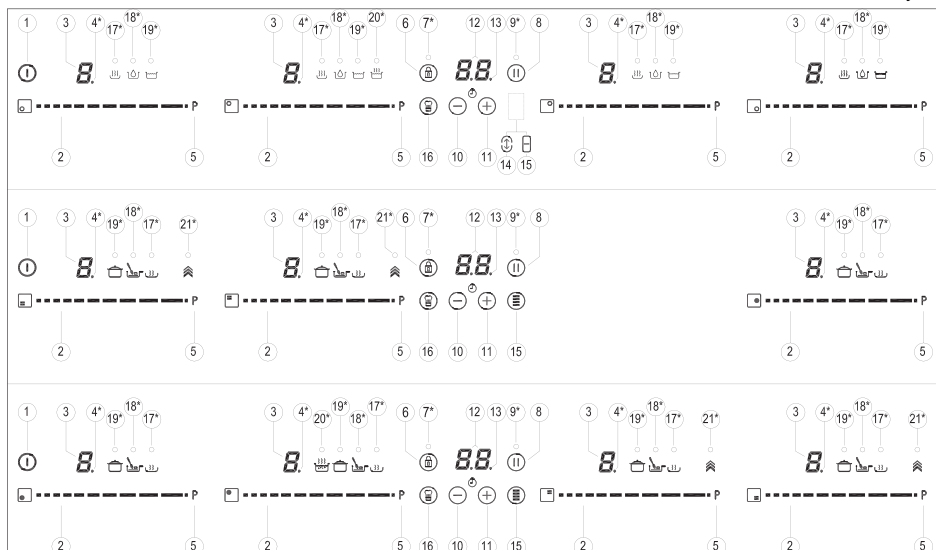 18* 18* 20* 18* 18*
1 3 4* 17* 19* 3 4* 17* 19* 6 7* 12 13 9* 8 3 4* 17* 19* 3 4* 17* 19*
8. 8. 88. 8. 8.
P P P P
2 5 2 5 16 10 11 14 15 2 5 2 5
18* 18* 18*
1 3 4* 19* 17* 21* 3 4* 19* 17* 21* 6 7* 12 13 9* 8 3 4* 19* 17*
8. 8. 88. 8.
P P P
2 5 2 5 16 10 11 15 2 5
18* 19* 17* 18* 18*
1 3 4* 19* 17* 3 4* 20* 18* 6 7* 12 13 9* 8 3 4* 19* 17* 21* 3 4* 19* 17* 21*
8. 8. 88. 8. 8.
P P P P
2 5 2 5 16 10 11 15 2 5 2 5